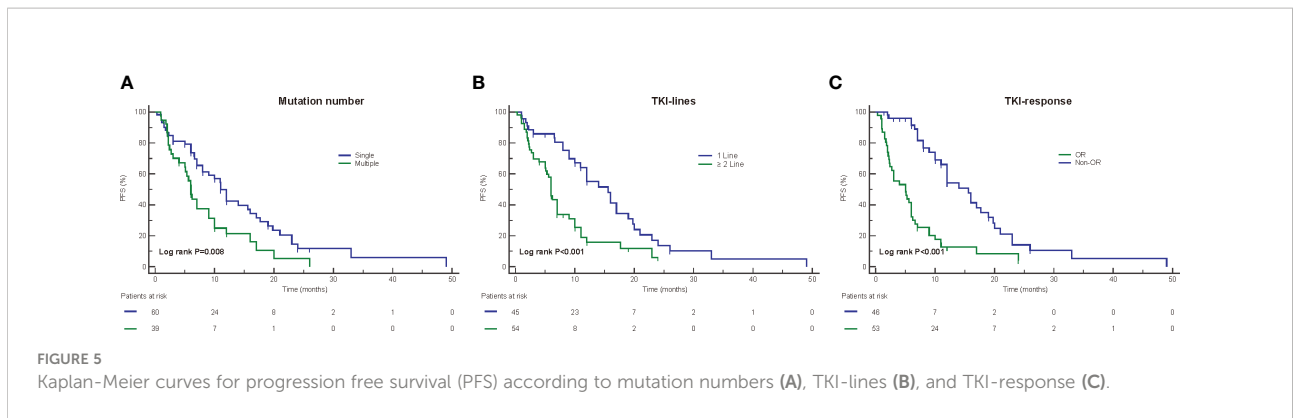 A
Mutation number
PFS (%)
100
80
60
40
20
0
Single
Multiple
Log rank P=0.008
0 10 20 30 40 50
Time (months)
Patients at risk
60 24 8 2 1 0
39 7 1 0 0 0
B
TKI-lines
PFS (%)
100
80
60
40
20
0
1 Line
≥ 2 Line
Log rank P<0.001
0 10 20 30 40 50
Time (months)
Patients at risk
45 23 7 2 1 0
54 8 2 0 0 0
C
TKI-response
PFS (%)
100
80
60
40
20
0
OR
Non-OR
Log rank P<0.001
0 10 20 30 40 50
Time (months)
Patients at risk
46 7 2 0 0 0
53 24 7 2 1 0
FIGURE 5
Kaplan-Meier curves for progression free survival (PFS) according to mutation numbers (A), TKI-lines (B), and TKI-response (C).